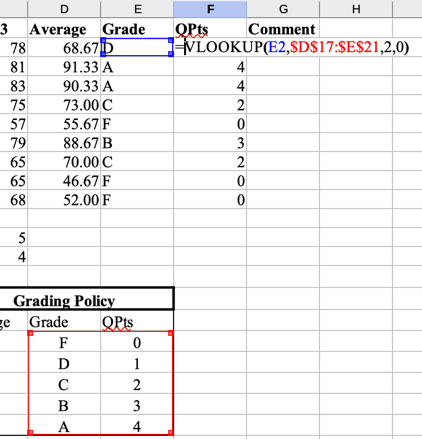 D E F G H
3 Average Grade QPts Comment
78 68.67 D =VLOOKUP(E2,$D$17:$E$21,2,0)
81 91.33 A 4
83 90.33 A 4
75 73.00 C 2
57 55.67 F 0
79 88.67 B 3
65 70.00 C 2
65 46.67 F 0
68 52.00 F 0
5
4
Grading Policy
ge Grade QPts
F 0
D 1
C 2
B 3
A 4